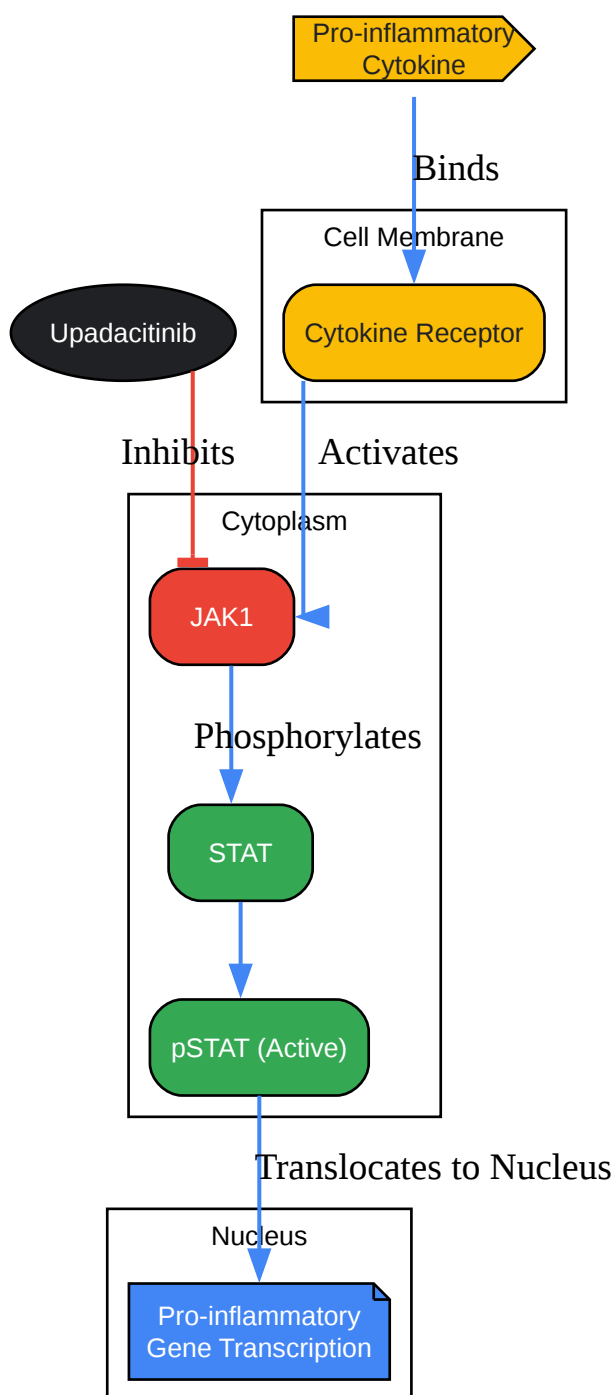 Pro-inflammatory
Cytokine
Binds
Cell Membrane
Upadacitinib
Cytokine Receptor
Inhibits
Activates
Cytoplasm
JAK1
Phosphorylates
STAT
pSTAT (Active)
Translocates to Nucleus
Nucleus
Pro-inflammatory
Gene Transcription